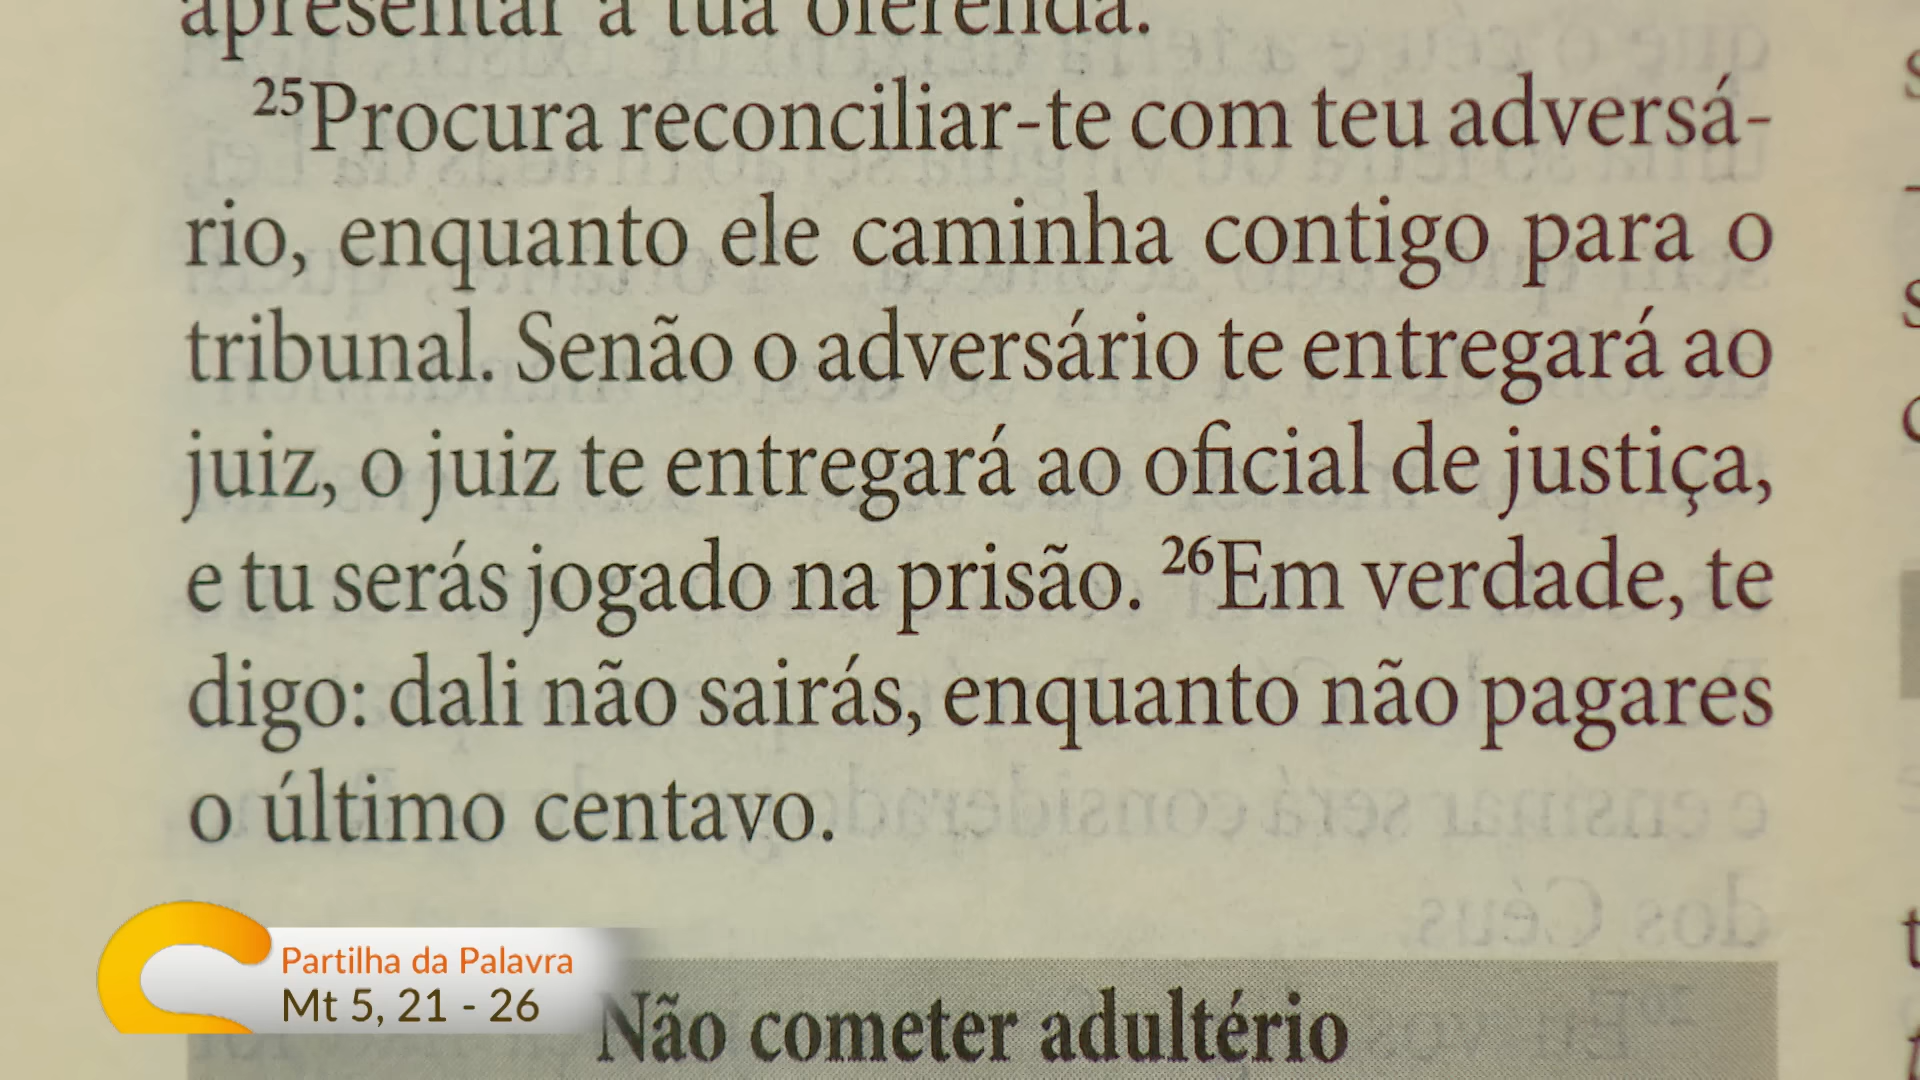 apresentar a tua oferenda.
²⁵Procura reconciliar-te com teu adversá-
rio, enquanto ele caminha contigo para o
tribunal. Senão o adversário te entregará ao
juiz, o juiz te entregará ao oficial de justiça,
e tu serás jogado na prisão. ²⁶Em verdade, te
digo: dali não sairás, enquanto não pagares
o último centavo.
Partilha da Palavra
Mt 5, 21 - 26
Não cometer adultério